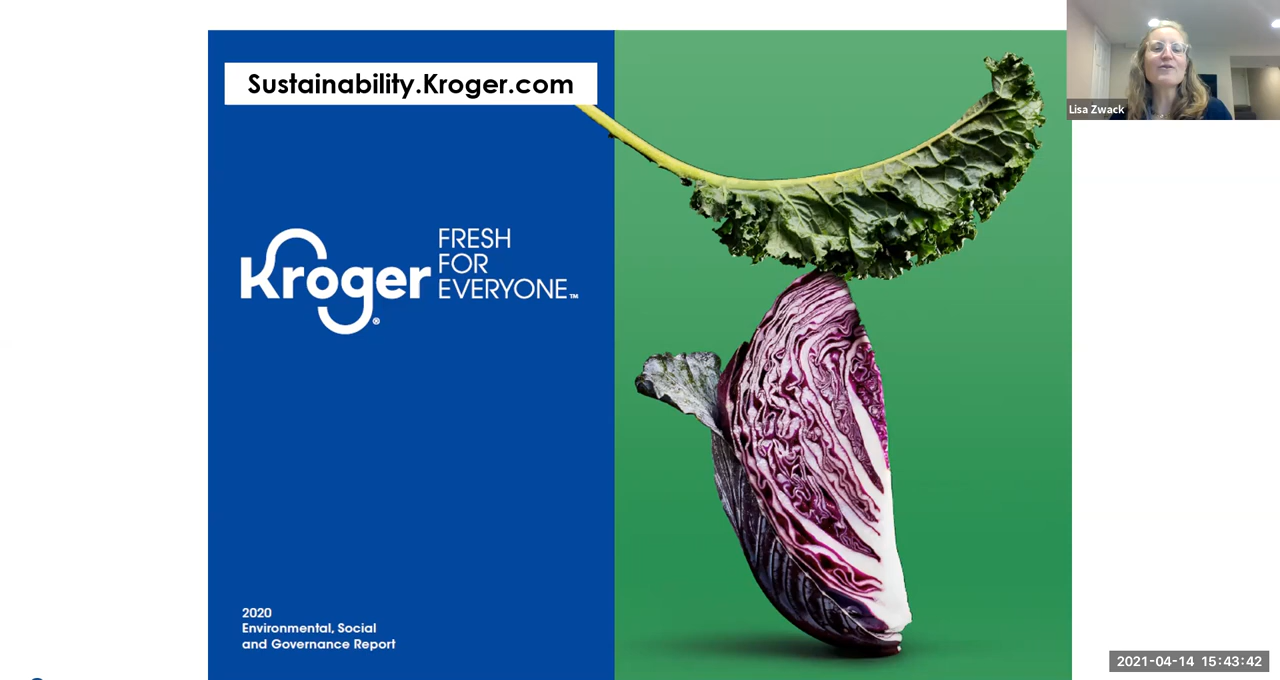 Sustainability.Kroger.com
Lisa Zwack
Kroger®
FRESH
FOR
EVERYONE™
2020
Environmental, Social
and Governance Report
2021-04-14 15:43:42